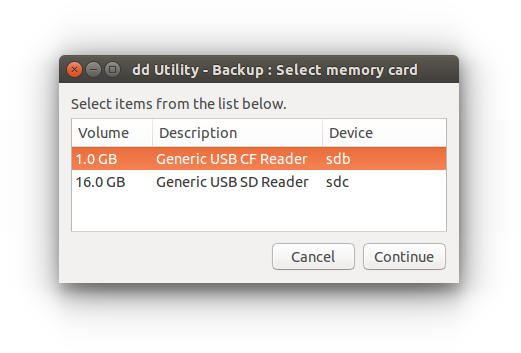 dd Utility - Backup : Select memory card
Select items from the list below.
Volume Description Device
1.0 GB Generic USB CF Reader sdb
16.0 GB Generic USB SD Reader sdc
Cancel Continue